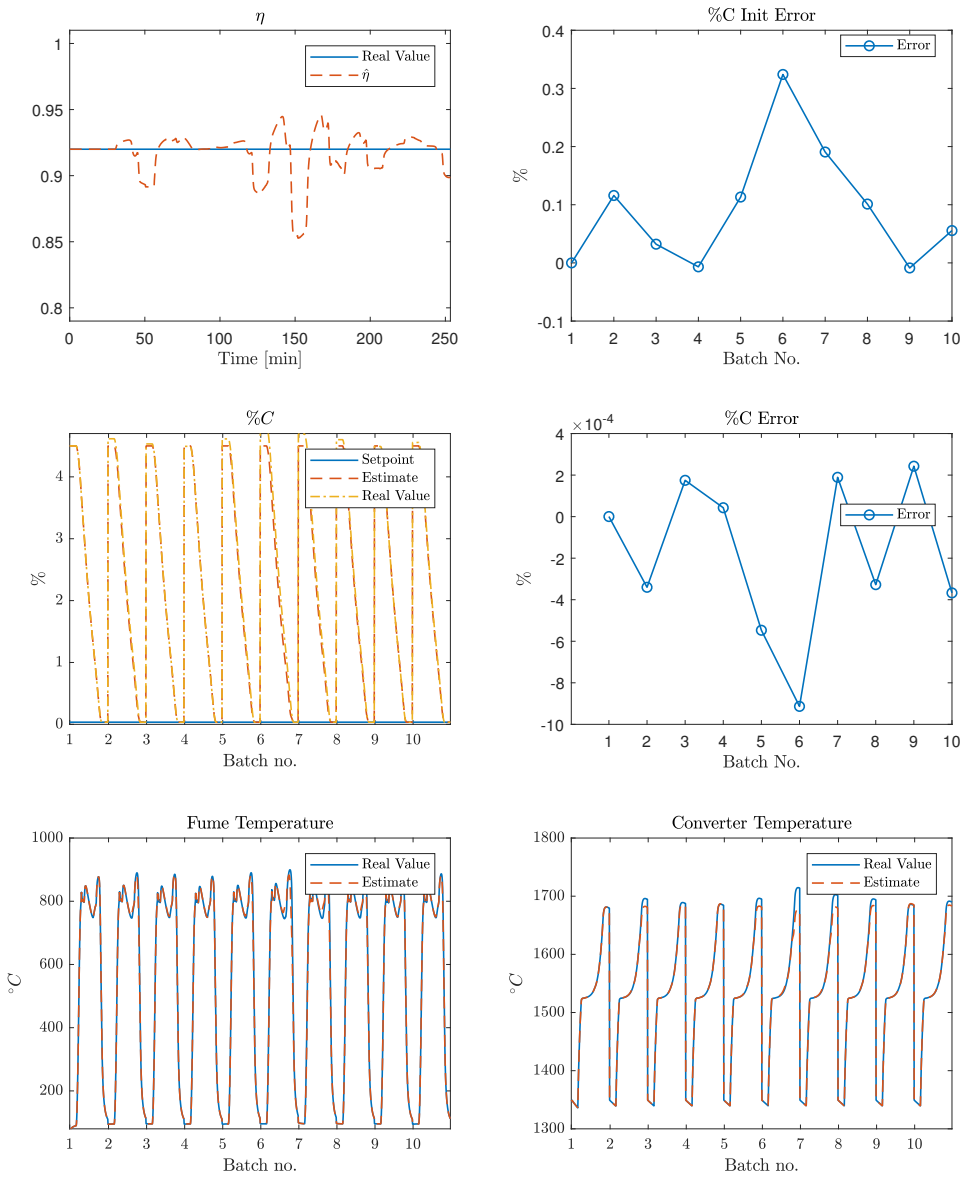 η
1
0.95
0.9
0.85
0.8
0 50 100 150 200 250
Time [min]
Real Value
η̂
%C Init Error
0.4
0.3
0.2
0.1
0
-0.1
%
1 2 3 4 5 6 7 8 9 10
Batch No.
Error
%C
4
3
2
1
0
%
1 2 3 4 5 6 7 8 9 10
Batch no.
Setpoint
Estimate
Real Value
%C Error
×10-4
4
2
0
-2
-4
-6
-8
-10
%
1 2 3 4 5 6 7 8 9 10
Batch No.
Error
Fume Temperature
1000
800
600
400
200
°C
1 2 3 4 5 6 7 8 9 10
Batch no.
Real Value
Estimate
Converter Temperature
1800
1700
1600
1500
1400
1300
°C
1 2 3 4 5 6 7 8 9 10
Batch no.
Real Value
Estimate